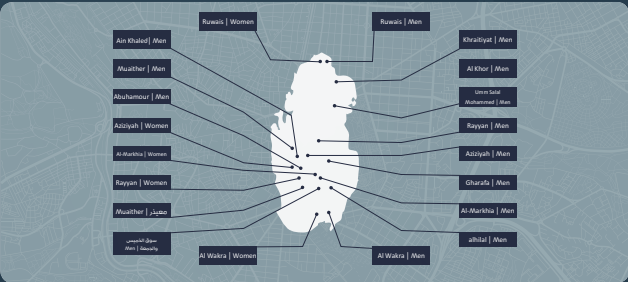 Ruwais | Women
Ruwais | Men
Ain Khaled| Men
Muaither | Men
Abuhamour | Men
Aziziyah | Women
Al-Markhia | Women
Rayyan | Women
Muaither | معيذر
سوق الخميس
والجمعة | Men
Al Wakra | Women
Al Wakra | Men
Khraitiyat | Men
Al Khor | Men
Umm Salal
Mohammed | Men
Rayyan | Men
Aziziyah | Men
Gharafa | Men
Al-Markhia | Men
alhilal | Men